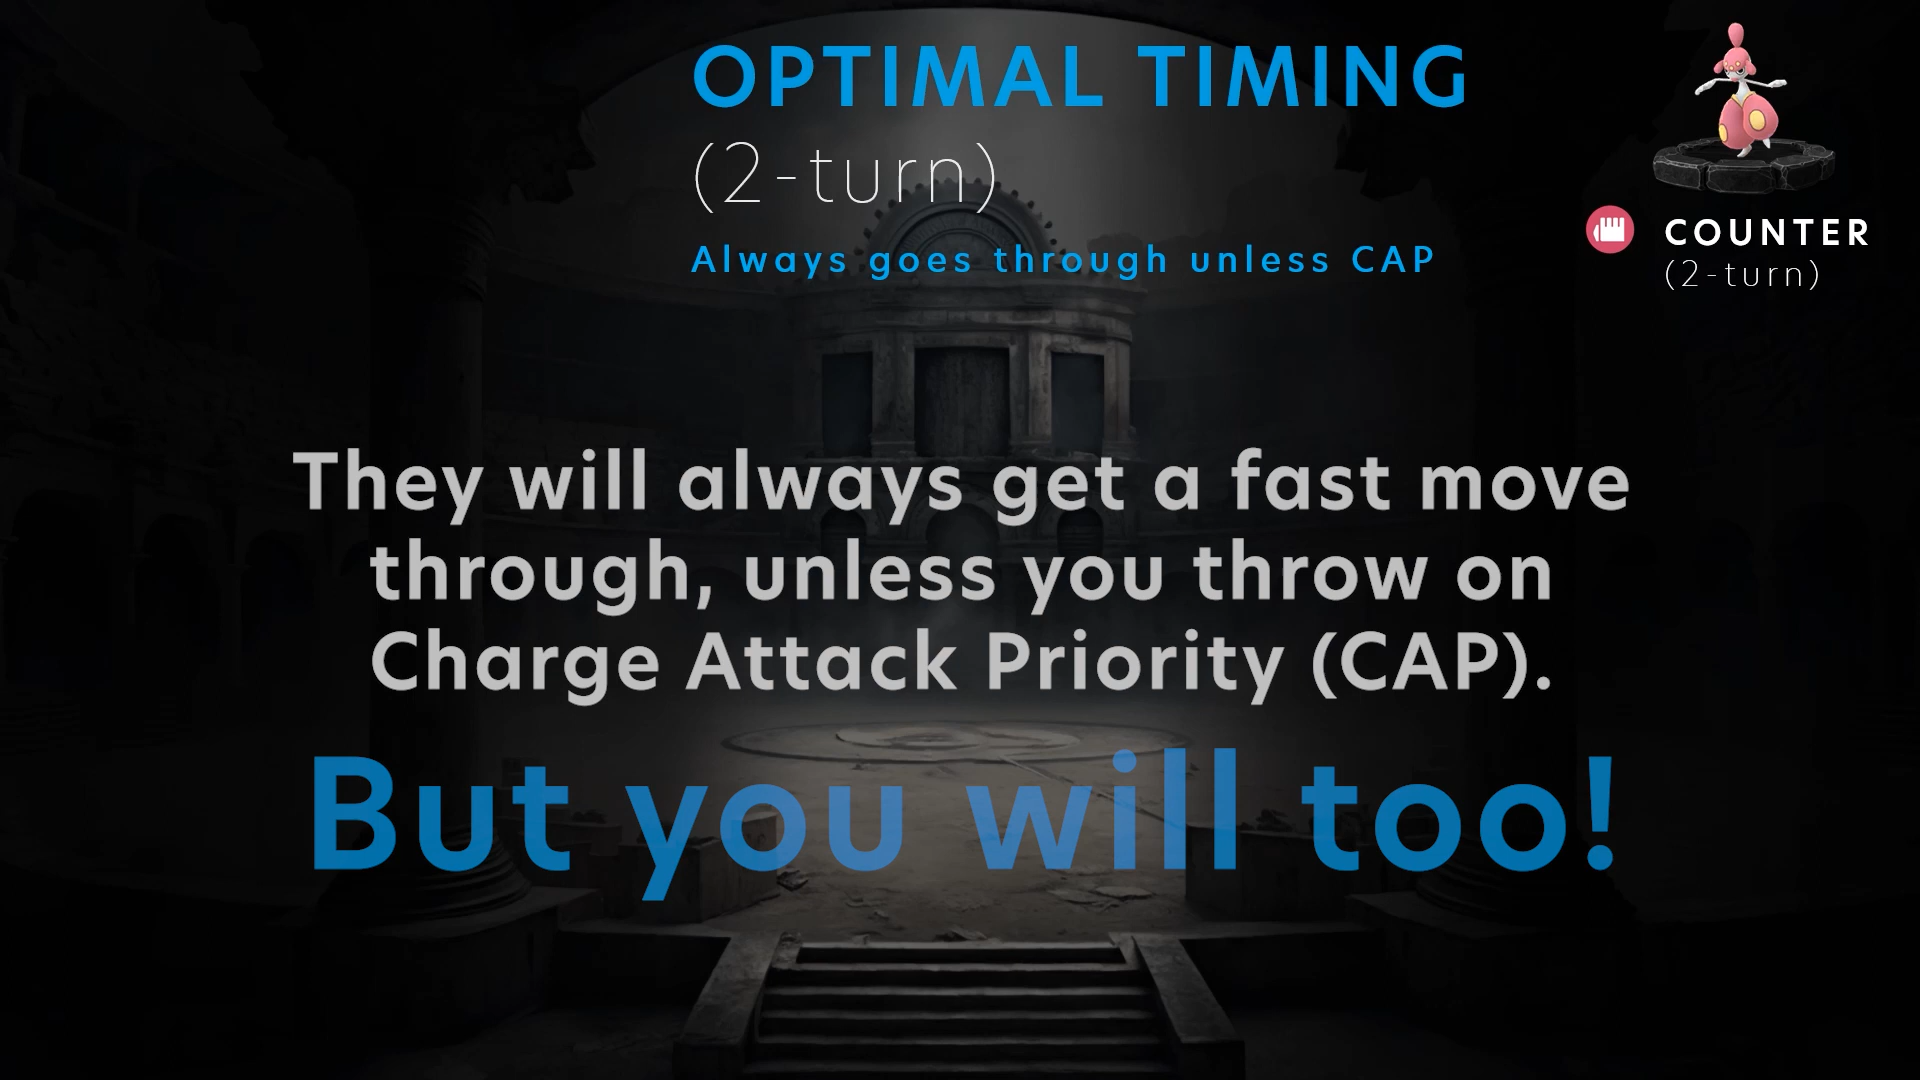 OPTIMAL TIMING
(2-turn)
Always goes through unless CAP
COUNTER
(2-turn)
They will always get a fast move
through, unless you throw on
Charge Attack Priority (CAP).
But you will too!